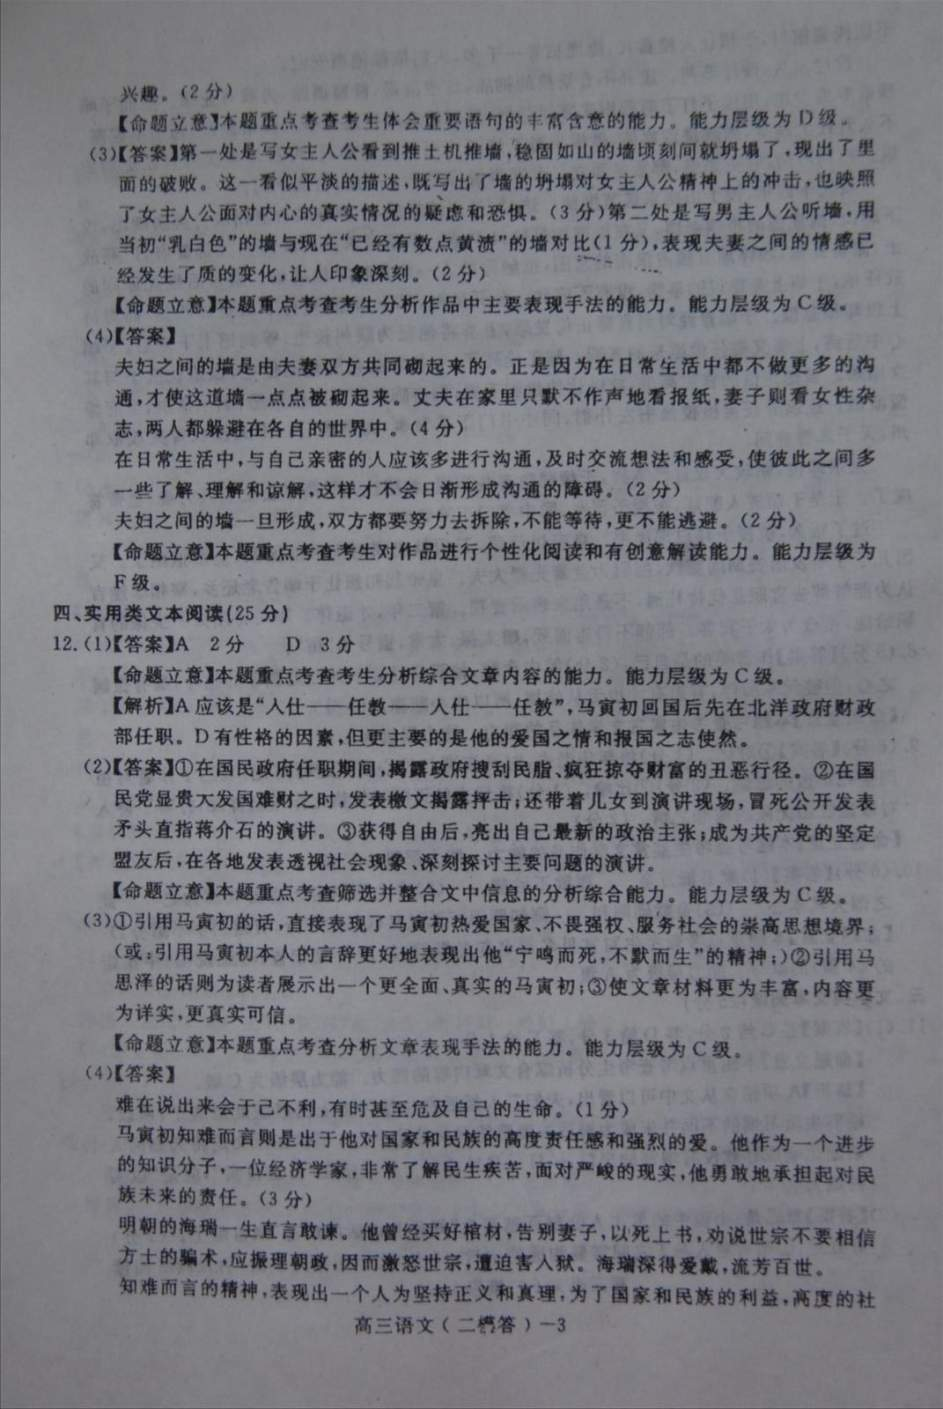 兴趣。(2分)
【命题立意】本题重点考查考生体会重要语句的丰富含意的能力。能力层级为D级。
(3)【答案】第一处是写女主人公看到推土机推墙,稳固如山的墙顷刻间就坍塌了,现出了里
面的破败。这一看似平淡的描述,既写出了墙的坍塌对女主人公精神上的冲击,也映照
了女主人公面对内心的真实情况的疑虑和恐惧。(3分)第二处是写男主人公听墙,用
当初“乳白色”的墙与现在“已经有数点黄渍”的墙对比(1分),表现夫妻之间的情感已
经发生了质的变化,让人印象深刻。(2分)
【命题立意】本题重点考查考生分析作品中主要表现手法的能力。能力层级为C级。
(4)【答案】
夫妇之间的墙是由夫妻双方共同砌起来的。正是因为在日常生活中都不做更多的沟
通,才使这道墙一点点被砌起来。丈夫在家里只默不作声地看报纸,妻子则看女性杂
志,两人都躲避在各自的世界中。(4分)
在日常生活中,与自己亲密的人应该多进行沟通,及时交流想法和感受,使彼此之间多
一些了解、理解和谅解,这样才不会日渐形成沟通的障碍。(2分)
夫妇之间的墙一旦形成,双方都要努力去拆除,不能等待,更不能逃避。(2分)
【命题立意】本题重点考查考生对作品进行个性化阅读和有创意解读能力。能力层级为
F级。
四、实用类文本阅读(25分)
12.(1)【答案】A 2分 D 3分
【命题立意】本题重点考查考生分析综合文章内容的能力。能力层级为C级。
【解析】A应该是“人仕——任教——人仕——任教”,马寅初回国后先在北洋政府财政
部任职。D有性格的因素,但更主要的是他的爱国之情和报国之志使然。
(2)【答案】①在国民政府任职期间,揭露政府搜刮民脂、疯狂掠夺财富的丑恶行径。②在国
民党显贵大发国难财之时,发表檄文揭露抨击;还带着儿女到演讲现场,冒死公开发表
矛头直指蒋介石的演讲。③获得自由后,亮出自己最新的政治主张;成为共产党的坚定
盟友后,在各地发表透视社会现象、深刻探讨主要问题的演讲。
【命题立意】本题重点考查筛选并整合文中信息的分析综合能力。能力层级为C级。
(3)①引用马寅初的话,直接表现了马寅初热爱国家、不畏强权、服务社会的崇高思想境界;
(或:引用马寅初本人的言辞更好地表现出他“宁鸣而死,不默而生”的精神;)②引用马
思泽的话则为读者展示出一个更全面、真实的马寅初;③使文章材料更为丰富,内容更
为详实,更真实可信。
【命题立意】本题重点考查分析文章表现手法的能力。能力层级为C级。
(4)【答案】
难在说出来会于己不利,有时甚至危及自己的生命。(1分)
马寅初知难而言则是出于他对国家和民族的高度责任感和强烈的爱。他作为一个进步
的知识分子,一位经济学家,非常了解民生疾苦,面对严峻的现实,他勇敢地承担起对民
族未来的责任。(3分)
明朝的海瑞一生直言敢谏。他曾经买好棺材,告别妻子,以死上书,劝说世宗不要相信
方士的骗术,应振理朝政,因而激怒世宗,遭迫害人狱。海瑞深得爱戴,流芳百世。
知难而言的精神,表现出一个人为坚持正义和真理,为了国家和民族的利益,高度的社
高三语文(二模答)—3